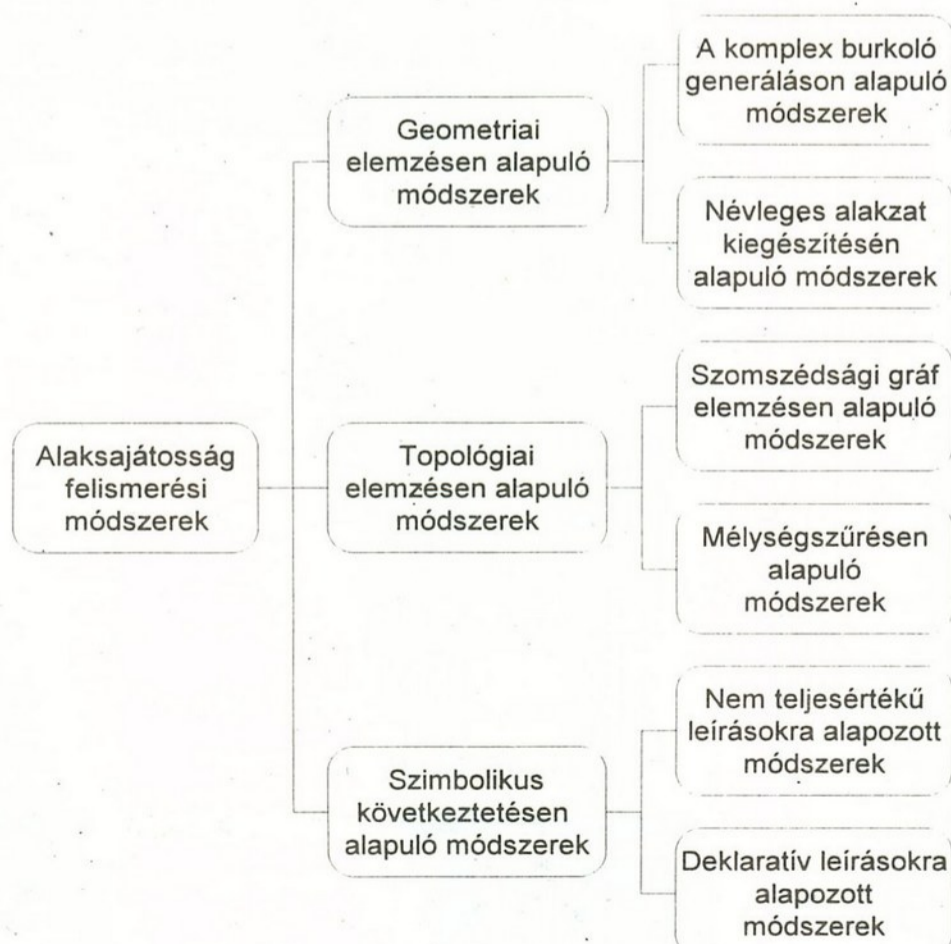 Alaksajátosság
felismerési
módszerek
Geometriai
elemzésen alapuló
módszerek
A komplex burkoló
generáláson alapuló
módszerek
Névleges alakzat
kiegészítésén
alapuló módszerek
Topológiai
elemzésen alapuló
módszerek
Szomszédsági gráf
elemzésen alapuló
módszerek
Mélységszűrésen
alapuló
módszerek
Szimbolikus
következtetésen
alapuló módszerek
Nem teljesértékű
leírásokra alapozott
módszerek
Deklaratív leírásokra
alapozott
módszerek